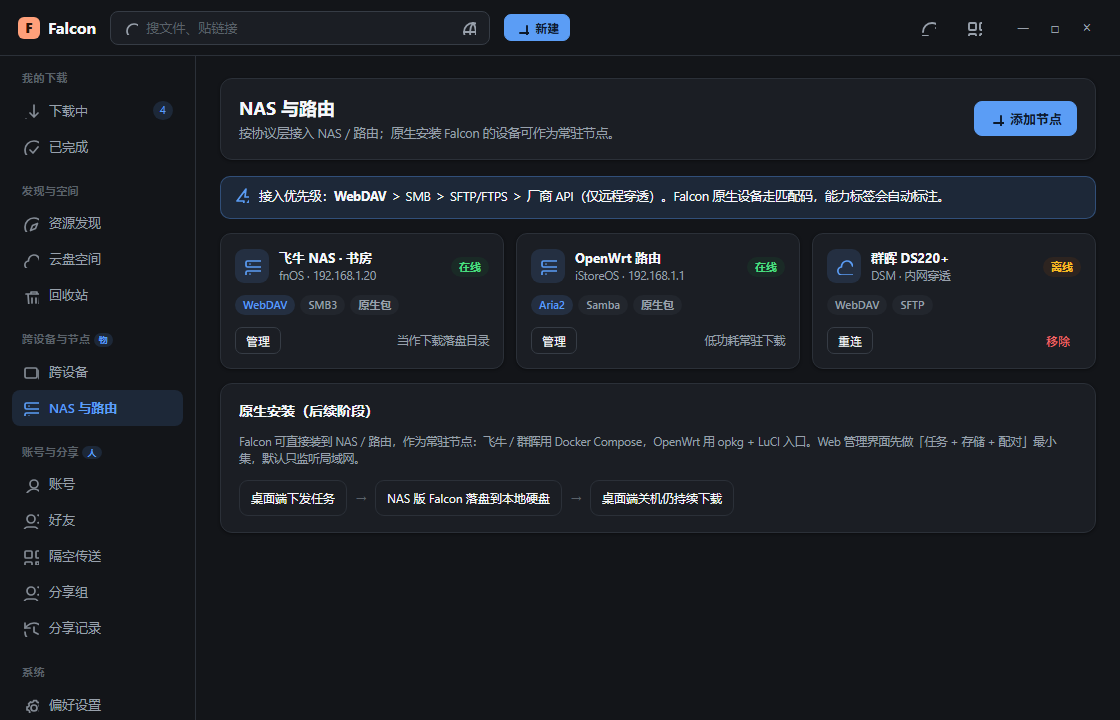 F Falcon
搜文件、贴链接
新建
我的下载
下载中 4
已完成
发现与空间
资源发现
云盘空间
回收站
跨设备与节点 物
跨设备
NAS 与路由
账号与分享 人
账号
好友
隔空传送
分享组
分享记录
系统
偏好设置
NAS 与路由
按协议层接入 NAS / 路由；原生安装 Falcon 的设备可作为常驻节点。
添加节点
接入优先级：WebDAV > SMB > SFTP/FTPS > 厂商 API（仅远程穿透）。Falcon 原生设备走匹配码，能力标签会自动标注。
飞牛 NAS · 书房
fnOS · 192.168.1.20
在线
WebDAV SMB3 原生包
管理 当作下载落盘目录
OpenWrt 路由
iStoreOS · 192.168.1.1
在线
Aria2 Samba 原生包
管理 低功耗常驻下载
群晖 DS220+
DSM · 内网穿透
离线
WebDAV SFTP
重连 移除
原生安装（后续阶段）
Falcon 可直接装到 NAS / 路由，作为常驻节点：飞牛 / 群晖用 Docker Compose，OpenWrt 用 opkg + LuCI 入口。Web 管理界面先做「任务 + 存储 + 配对」最小
集，默认只监听局域网。
桌面端下发任务 → NAS 版 Falcon 落盘到本地硬盘 → 桌面端关机仍持续下载